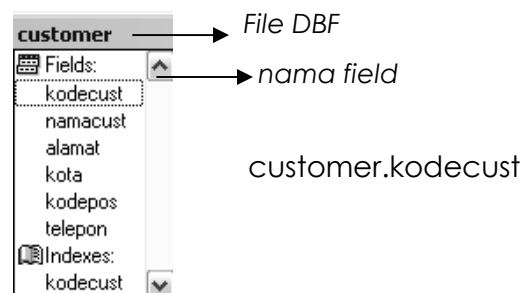 customer
File DBF
Fields:
nama field
kodecust
namacust
alamat
kota
kodepos
telepon
Indexes:
kodecust
customer.kodecust